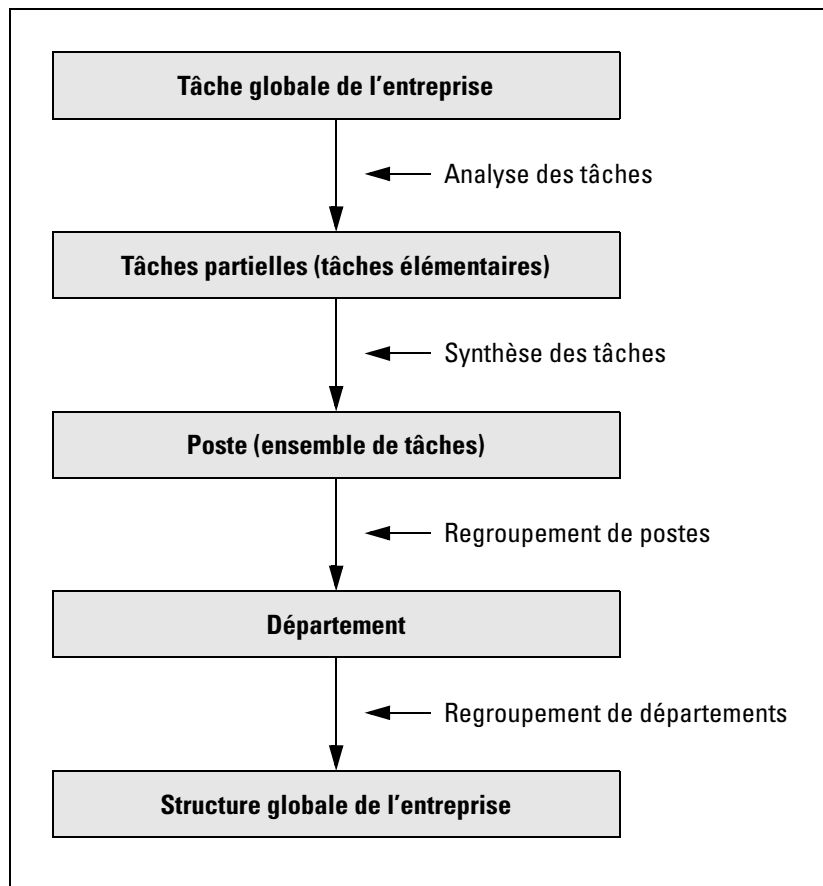 Tâche globale de l'entreprise
Analyse des tâches
Tâches partielles (tâches élémentaires)
Synthèse des tâches
Poste (ensemble de tâches)
Regroupement de postes
Département
Regroupement de départements
Structure globale de l'entreprise